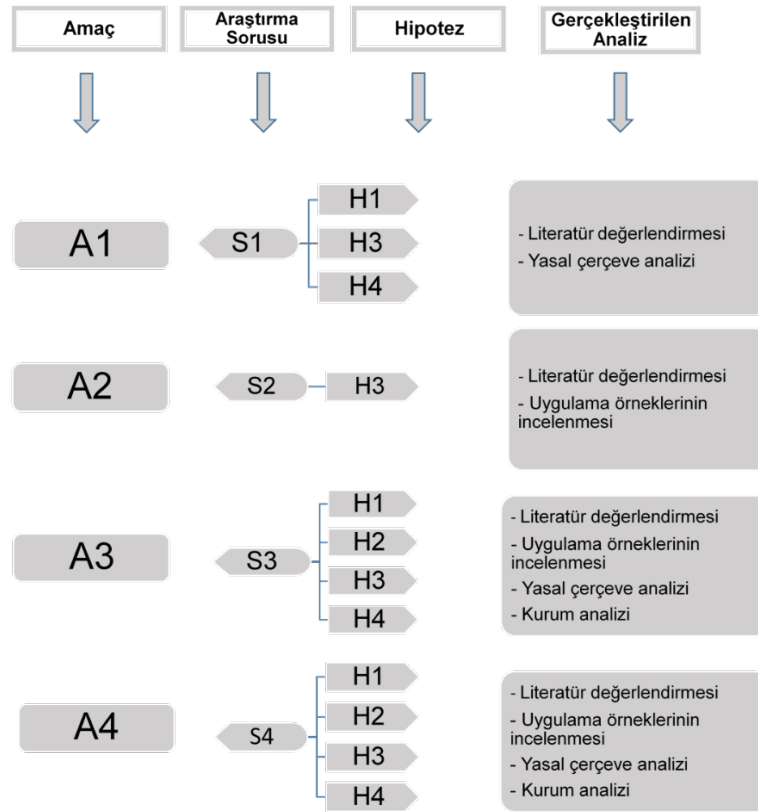 Amaç
Araştırma
Sorusu
Hipotez
Gerçekleştirilen
Analiz
A1
S1
H1
H3
H4
- Literatür değerlendirmesi
- Yasal çerçeve analizi
A2
S2
H3
- Literatür değerlendirmesi
- Uygulama örneklerinin
incelenmesi
A3
S3
H1
H2
H3
H4
- Literatür değerlendirmesi
- Uygulama örneklerinin
incelenmesi
- Yasal çerçeve analizi
- Kurum analizi
A4
S4
H1
H2
H3
H4
- Literatür değerlendirmesi
- Uygulama örneklerinin
incelenmesi
- Yasal çerçeve analizi
- Kurum analizi